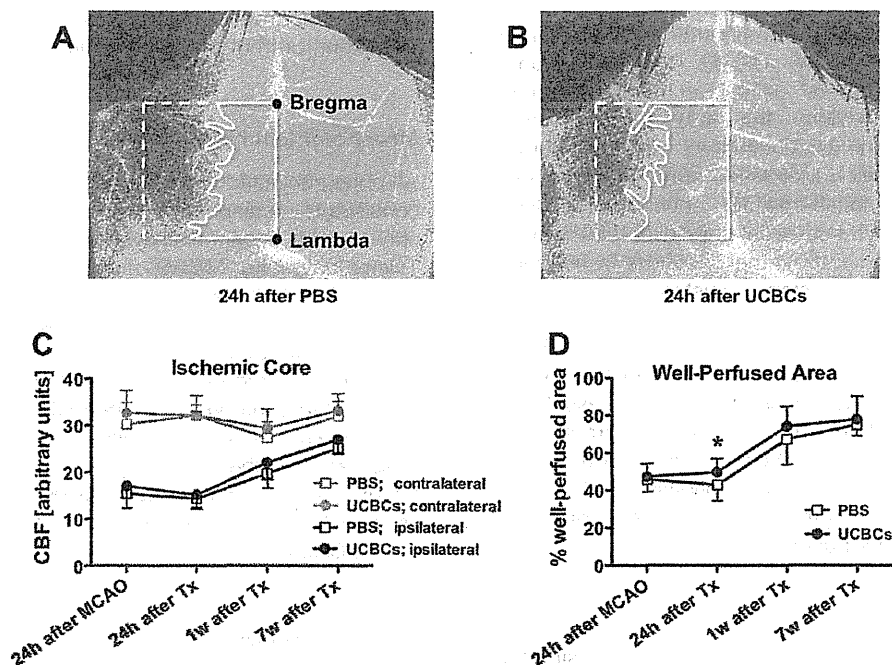 A
Bregma
Lambda
24h after PBS
B
24h after UCBCs
C
Ischemic Core
CBF [arbitrary units]
40
30
20
10
0
PBS; contralateral
UCBCs; contralateral
PBS; ipsilateral
UCBCs; ipsilateral
24h after MCAO
24h after Tx
1w after Tx
7w after Tx
D
Well-Perfused Area
% well-perfused area
100
80
60
40
20
0
*
PBS
UCBCs
24h after MCAO
24h after Tx
1w after Tx
7w after Tx